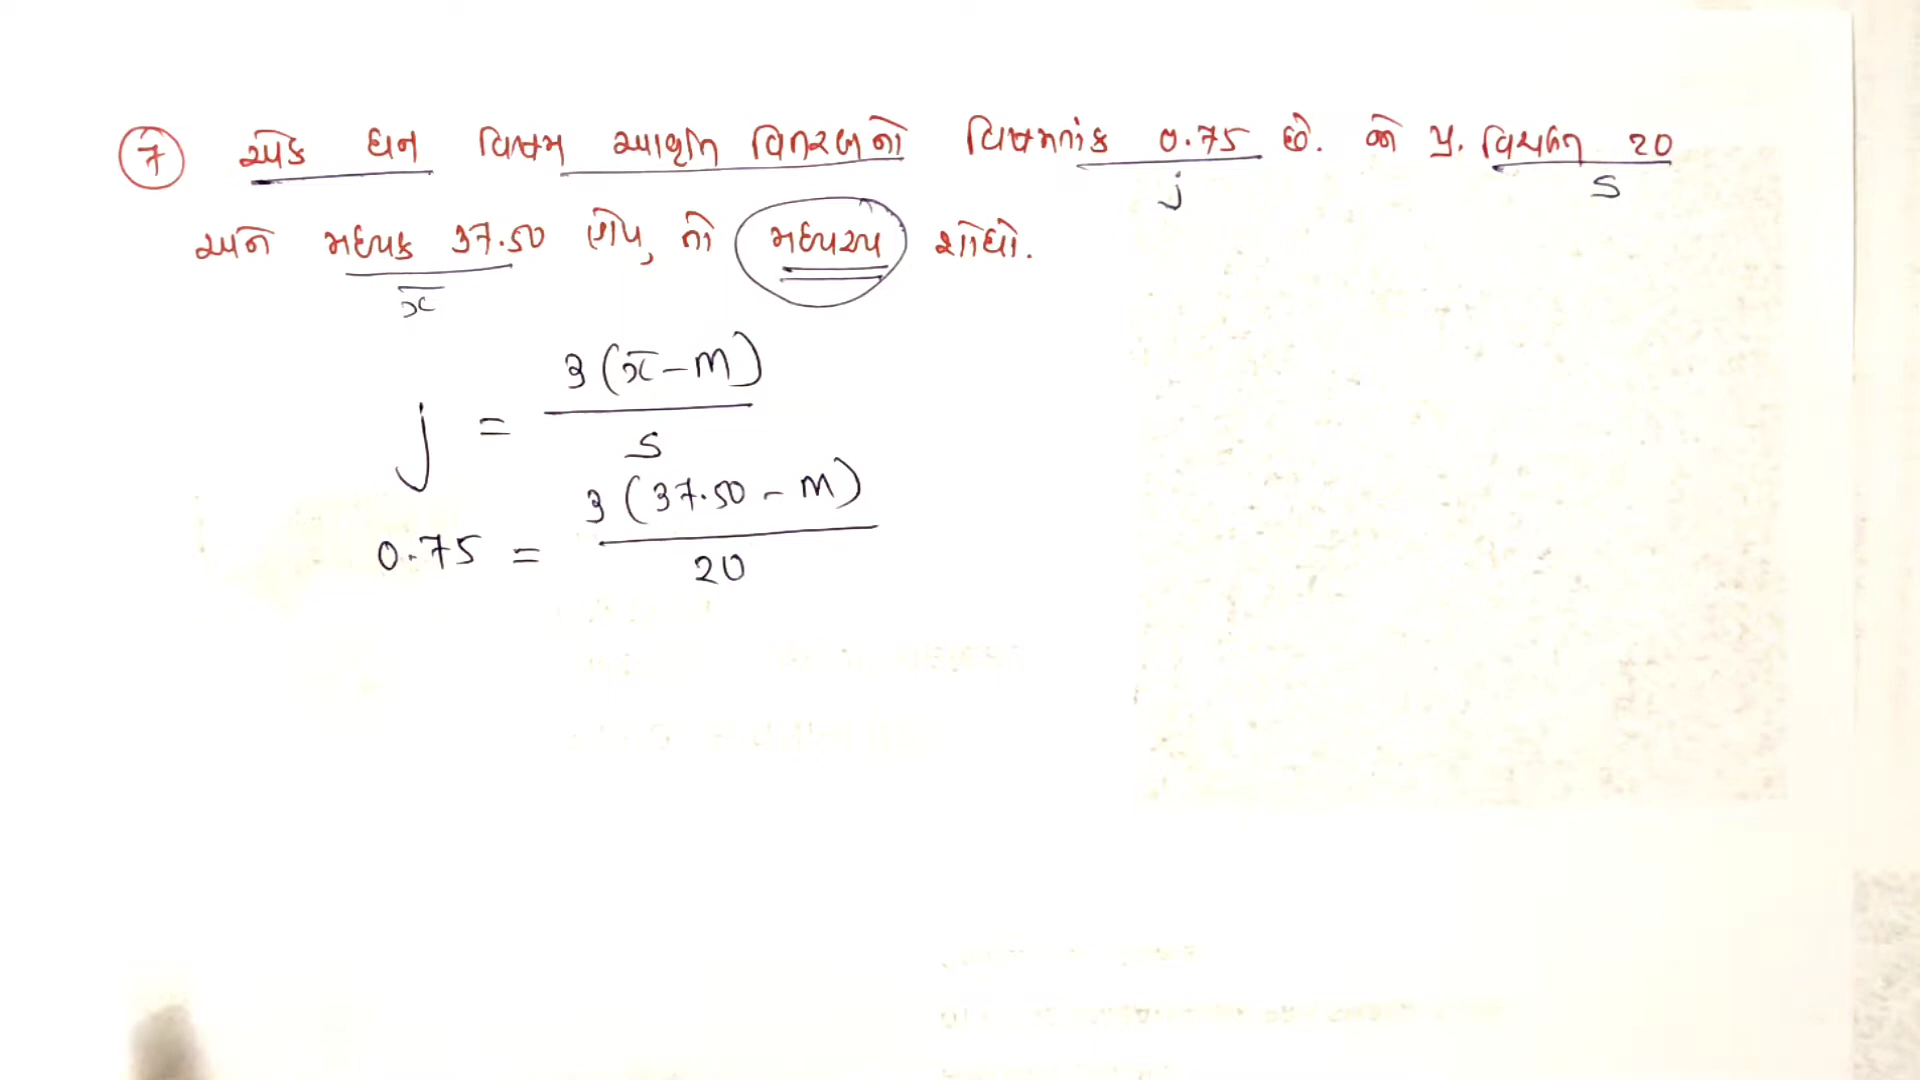 7 એક ધન વિષમ આવૃત્તિ વિતરણનો વિષમતાંક 0.75 છે. જો પ્ર. વિચલન 20
j S
અને મધ્યક 37.50 હોય, તો મધ્યસ્થ શોધો.
x̄
j = 3(x̄ - M) / S
0.75 = 3(37.50 - M) / 20